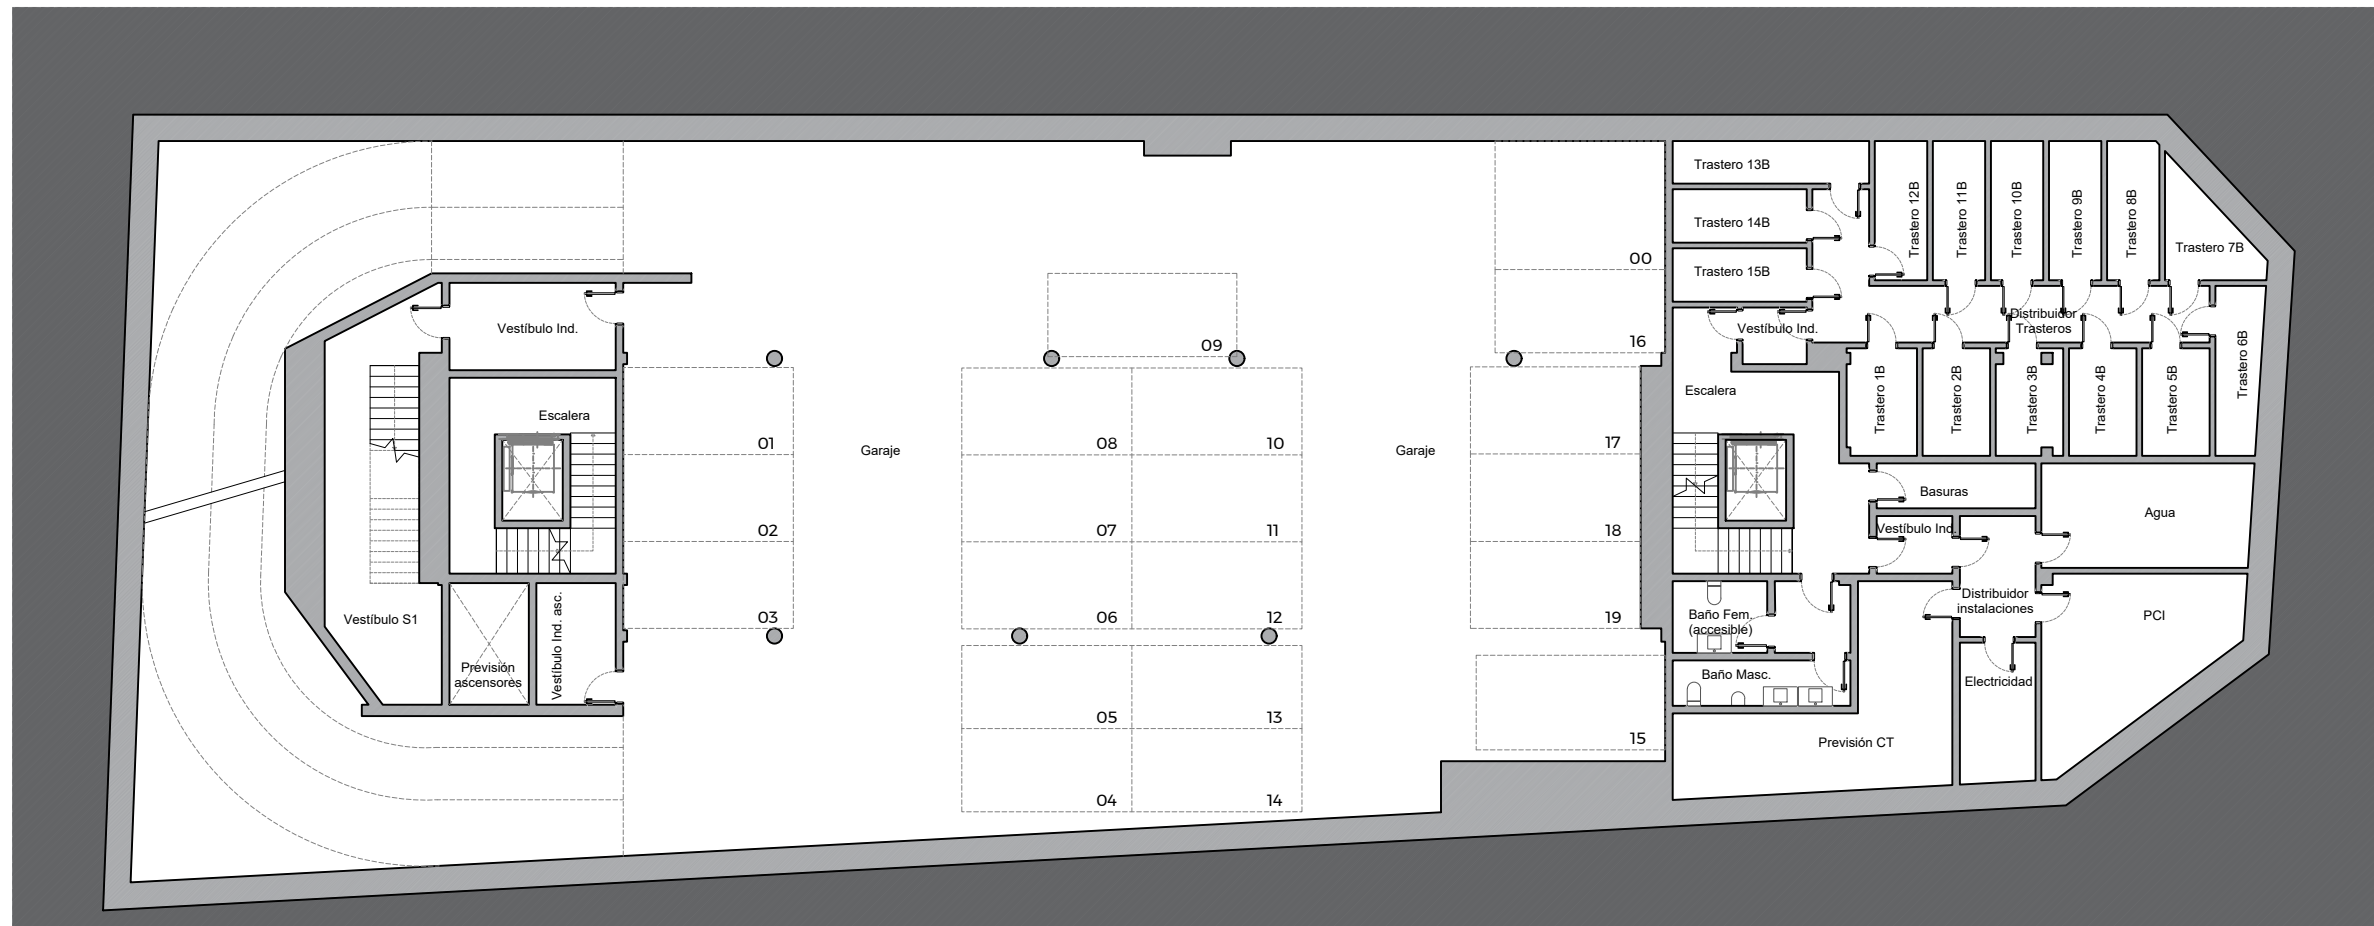 Trastero 13B
Trastero 14B
Trastero 15B
Trastero 12B
Trastero 11B
Trastero 10B
Trastero 9B
Trastero 8B
Trastero 7B
Trastero 6B
Distribuidor
Trasteros
Vestíbulo Ind.
Vestíbulo Ind.
00
16
09
Escalera
Escalera
Trastero 1B
Trastero 2B
Trastero 3B
Trastero 4B
Trastero 5B
01
Garaje
08
10
Garaje
17
02
07
11
18
Basuras
Vestíbulo Ind.
Agua
Vestíbulo S1
Previsión
ascensores
Vestíbulo Ind. asc.
03
06
12
19
Baño Fem.
(accesible)
Distribuidor
instalaciones
PCI
Baño Masc.
Electricidad
05
13
15
Previsión CT
04
14